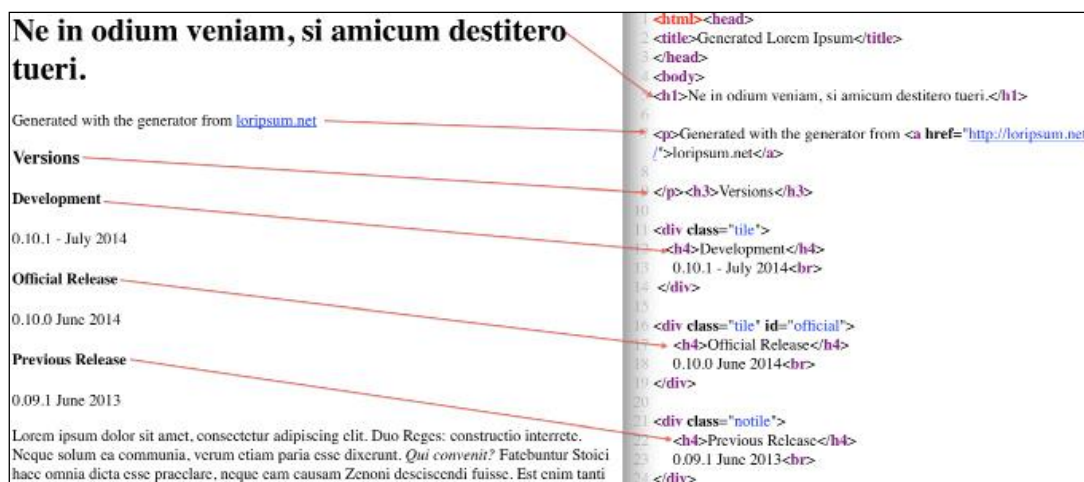 Ne in odium veniam, si amicum destitero
tueri.
Generated with the generator from loripsum.net
Versions
Development
0.10.1 - July 2014
Official Release
0.10.0 June 2014
Previous Release
0.09.1 June 2013
Lorem ipsum dolor sit amet, consectetur adipiscing elit. Duo Reges: constructio interrete.
Neque solum ea communia, verum etiam paria esse dixerunt. Qui convenit? Fatebuntur Stoici
haec omnia dicta esse praeclare, neque eam causam Zenoni desciscendi fuisse. Est enim tanti
1 <html><head>
2 <title>Generated Lorem Ipsum</title>
3 </head>
4 <body>
<h1>Ne in odium veniam, si amicum destitero tueri.</h1>
6
<p>Generated with the generator from <a href="http://loripsum.net
/">loripsum.net</a>
8
</p><h3>Versions</h3>
10
11 <div class="tile">
12 <h4>Development</h4>
13 0.10.1 - July 2014<br>
14 </div>
15
16 <div class="tile" id="official">
17 <h4>Official Release</h4>
18 0.10.0 June 2014<br>
19 </div>
20
21 <div class="notile">
22 <h4>Previous Release</h4>
23 0.09.1 June 2013<br>
24 </div>